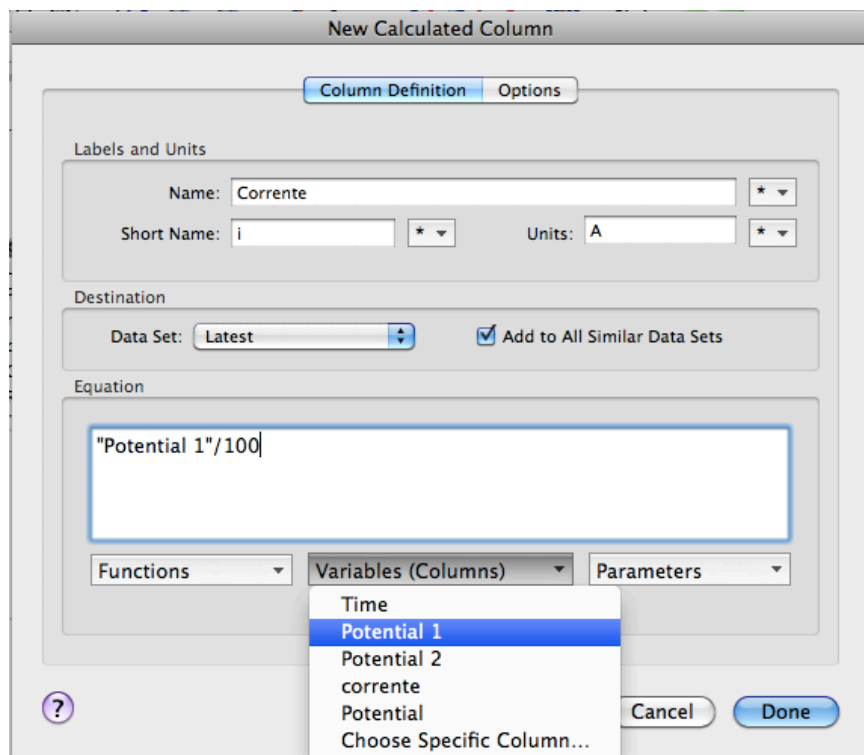 New Calculated Column
Column Definition Options
Labels and Units
Name: Corrente *
Short Name: i * Units: A *
Destination
Data Set: Latest Add to All Similar Data Sets
Equation
"Potential 1"/100
Functions Variables (Columns) Parameters
Time
Potential 1
Potential 2
corrente
Potential
Choose Specific Column...
? Cancel Done